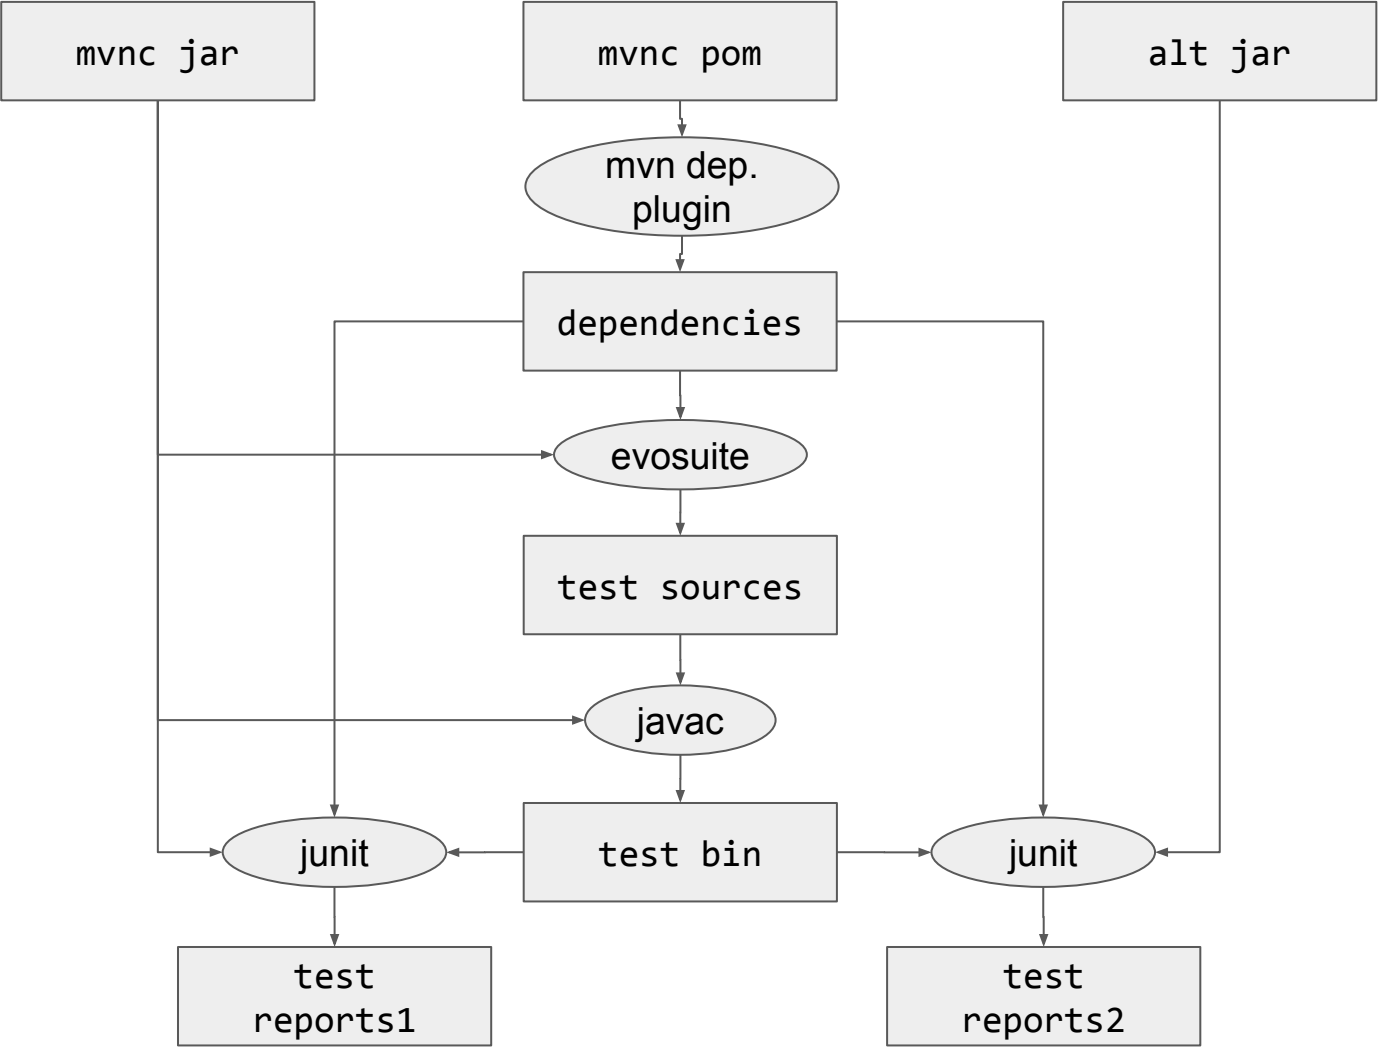 mvnc jar
mvnc pom
alt jar
mvn dep.
plugin
dependencies
evosuite
test sources
javac
junit
test bin
junit
test
reports1
test
reports2